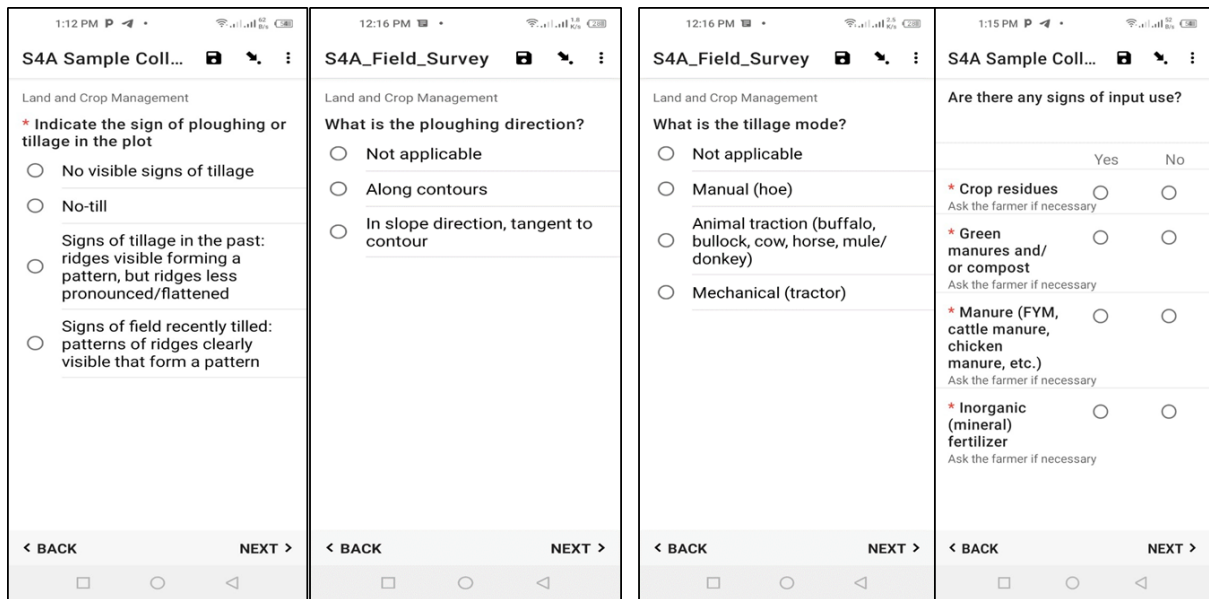 1:12 PM P
S4A Sample Coll...
Land and Crop Management
* Indicate the sign of ploughing or
tillage in the plot
No visible signs of tillage
No-till
Signs of tillage in the past:
ridges visible forming a
pattern, but ridges less
pronounced/flattened
Signs of field recently tilled:
patterns of ridges clearly
visible that form a pattern
< BACK
NEXT >
12:16 PM
S4A_Field_Survey
Land and Crop Management
What is the ploughing direction?
Not applicable
Along contours
In slope direction, tangent to
contour
< BACK
NEXT >
12:16 PM
S4A_Field_Survey
Land and Crop Management
What is the tillage mode?
Not applicable
Manual (hoe)
Animal traction (buffalo,
bullock, cow, horse, mule/
donkey)
Mechanical (tractor)
< BACK
NEXT >
1:15 PM P
S4A Sample Coll...
Are there any signs of input use?
Yes No
* Crop residues
Ask the farmer if necessary
* Green
manures and/
or compost
Ask the farmer if necessary
* Manure (FYM,
cattle manure,
chicken
manure, etc.)
Ask the farmer if necessary
* Inorganic
(mineral)
fertilizer
Ask the farmer if necessary
< BACK
NEXT >